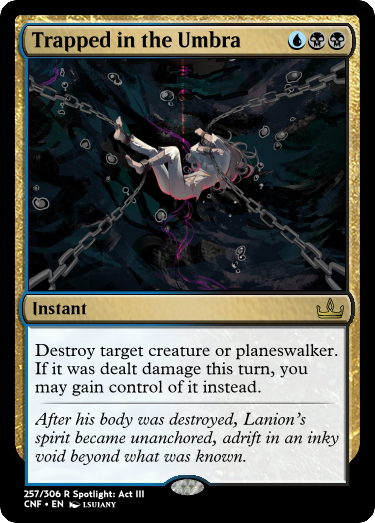 Trapped in the Umbra
Instant
Destroy target creature or planeswalker.
If it was dealt damage this turn, you
may gain control of it instead.
After his body was destroyed, Lanion's
spirit became unanchored, adrift in an inky
void beyond what was known.
257/306 R Spotlight: Act III
CNF • EN LSUIANY